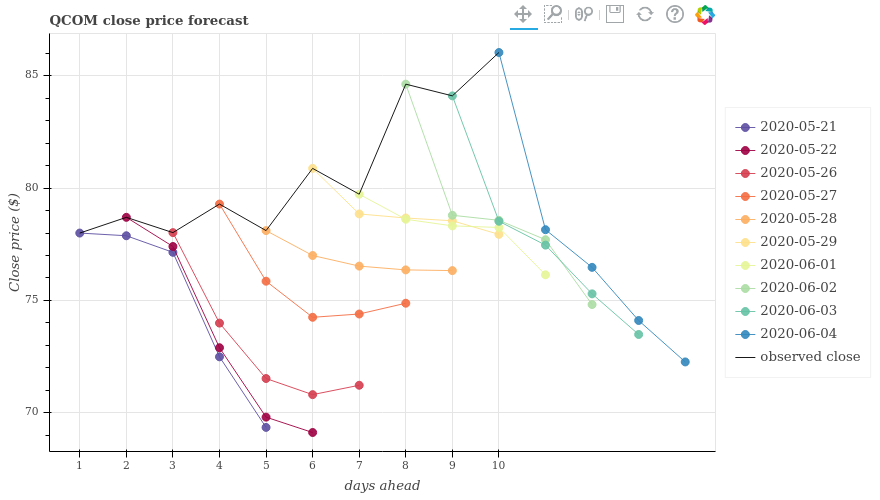 QCOM close price forecast
85
80
75
70
Close price ($)
1 2 3 4 5 6 7 8 9 10
days ahead
2020-05-21
2020-05-22
2020-05-26
2020-05-27
2020-05-28
2020-05-29
2020-06-01
2020-06-02
2020-06-03
2020-06-04
observed close